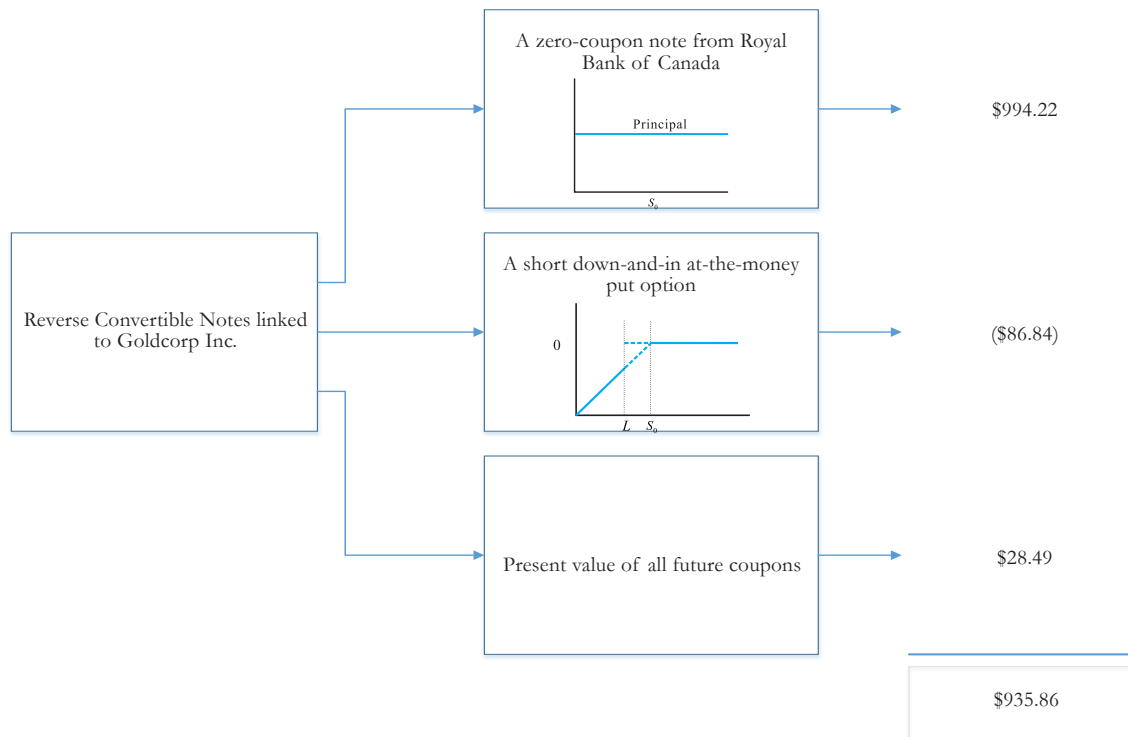 A zero-coupon note from Royal
Bank of Canada
Principal
S₀
$994.22
Reverse Convertible Notes linked
to Goldcorp Inc.
A short down-and-in at-the-money
put option
0
L S₀
($86.84)
Present value of all future coupons
$28.49
$935.86